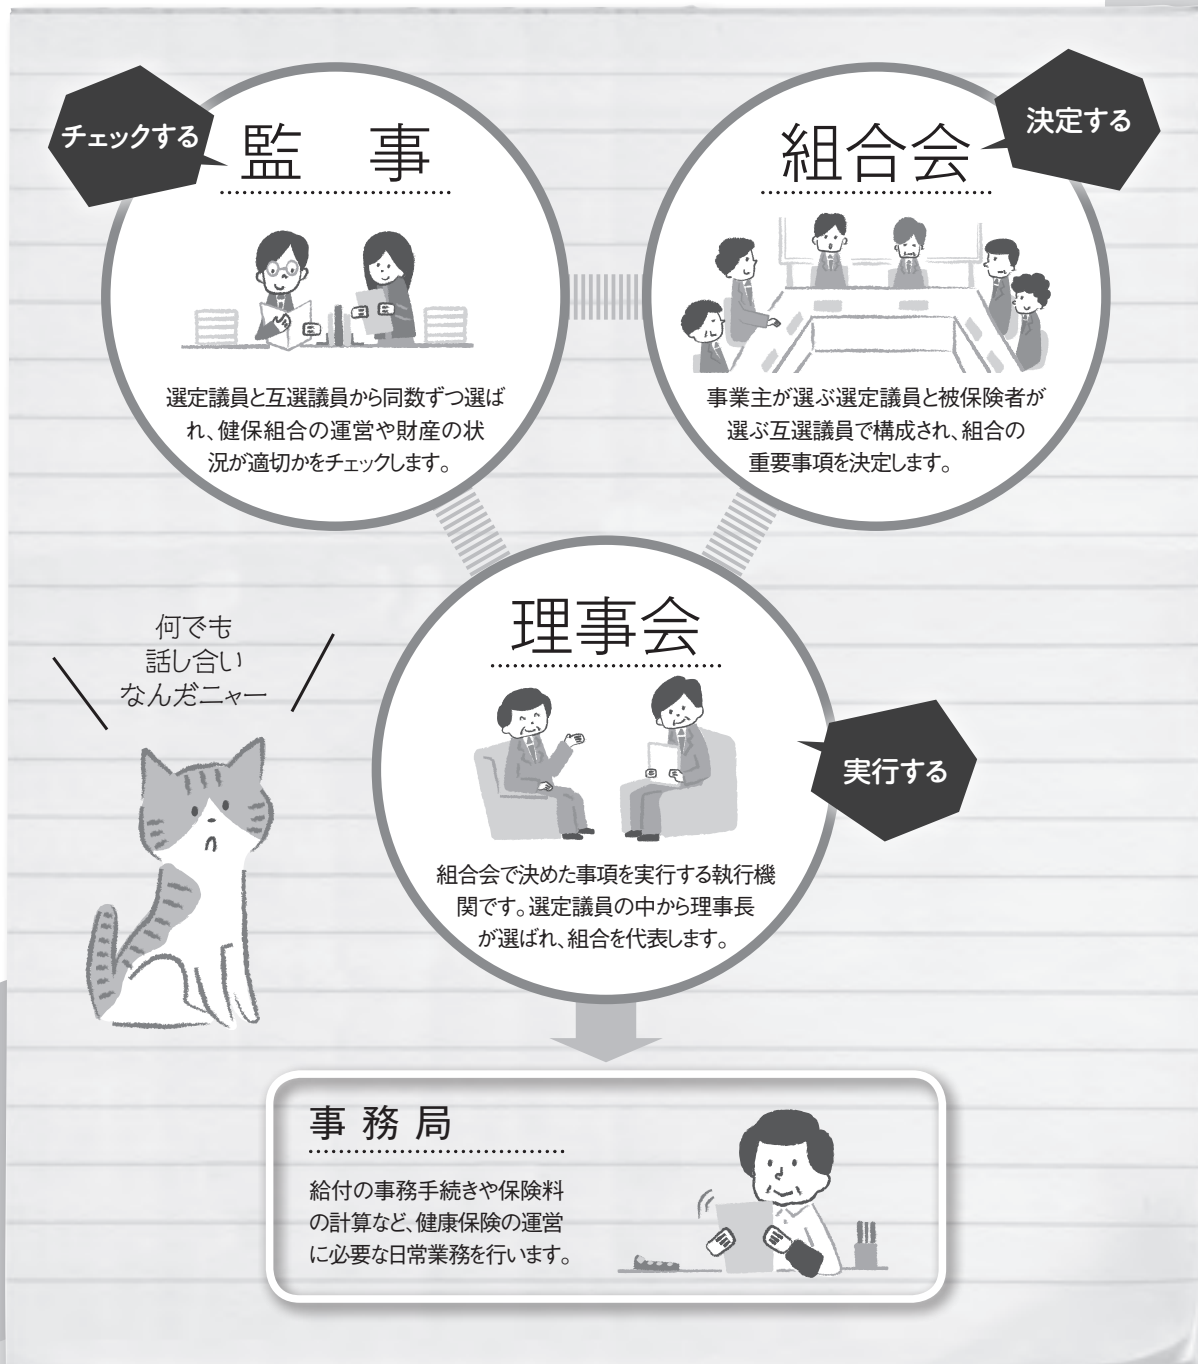 チェックする
監　事
選定議員と互選議員から同数ずつ選ば
れ、健保組合の運営や財産の状
況が適切かをチェックします。
決定する
組合会
事業主が選ぶ選定議員と被保険者が
選ぶ互選議員で構成され、組合の
重要事項を決定します。
理事会
実行する
組合会で決めた事項を実行する執行機
関です。選定議員の中から理事長
が選ばれ、組合を代表します。
何でも
話し合い
なんだニャー
事務局
給付の事務手続きや保険料
の計算など、健康保険の運営
に必要な日常業務を行います。